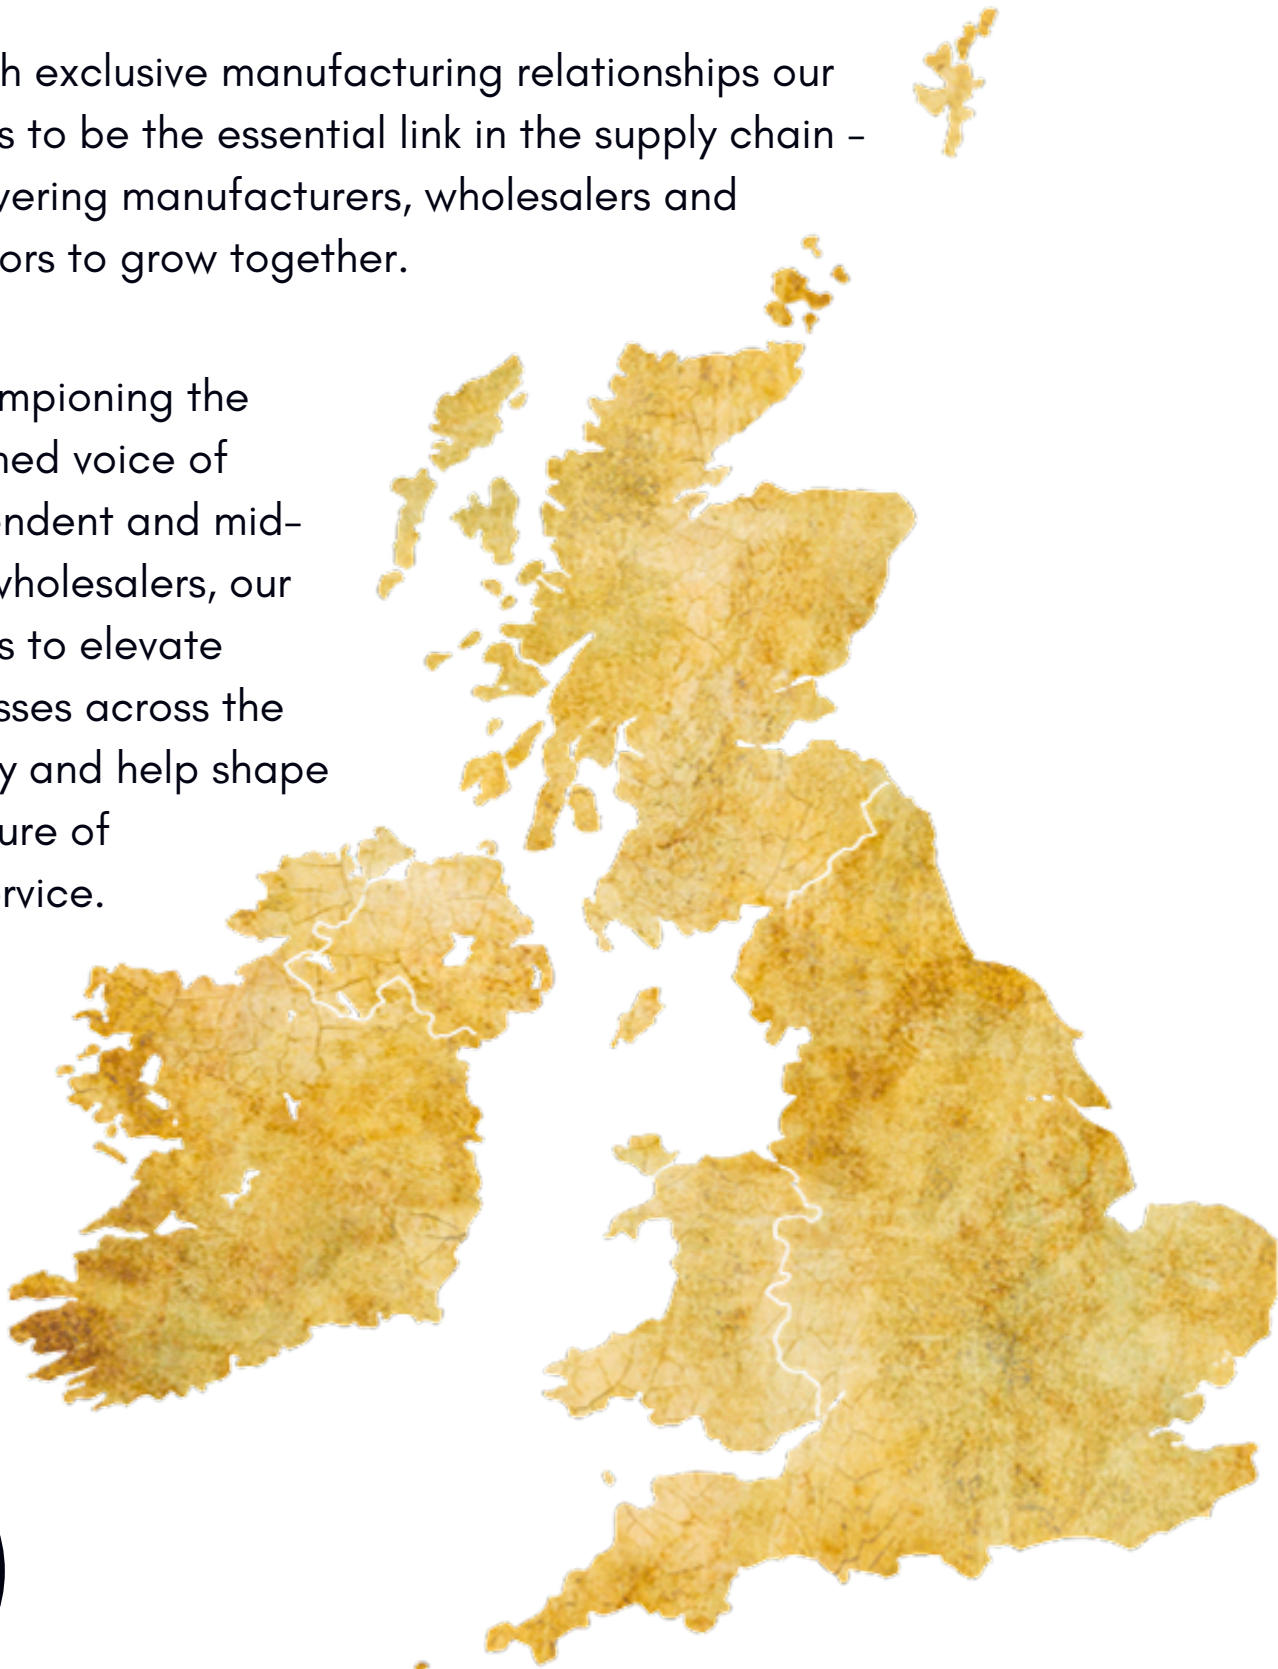 h exclusive manufacturing relationships our
s to be the essential link in the supply chain –
vering manufacturers, wholesalers and
ors to grow together.
mpioning the
ned voice of
ndent and mid-
wholesalers, our
s to elevate
sses across the
y and help shape
ure of
rvice.